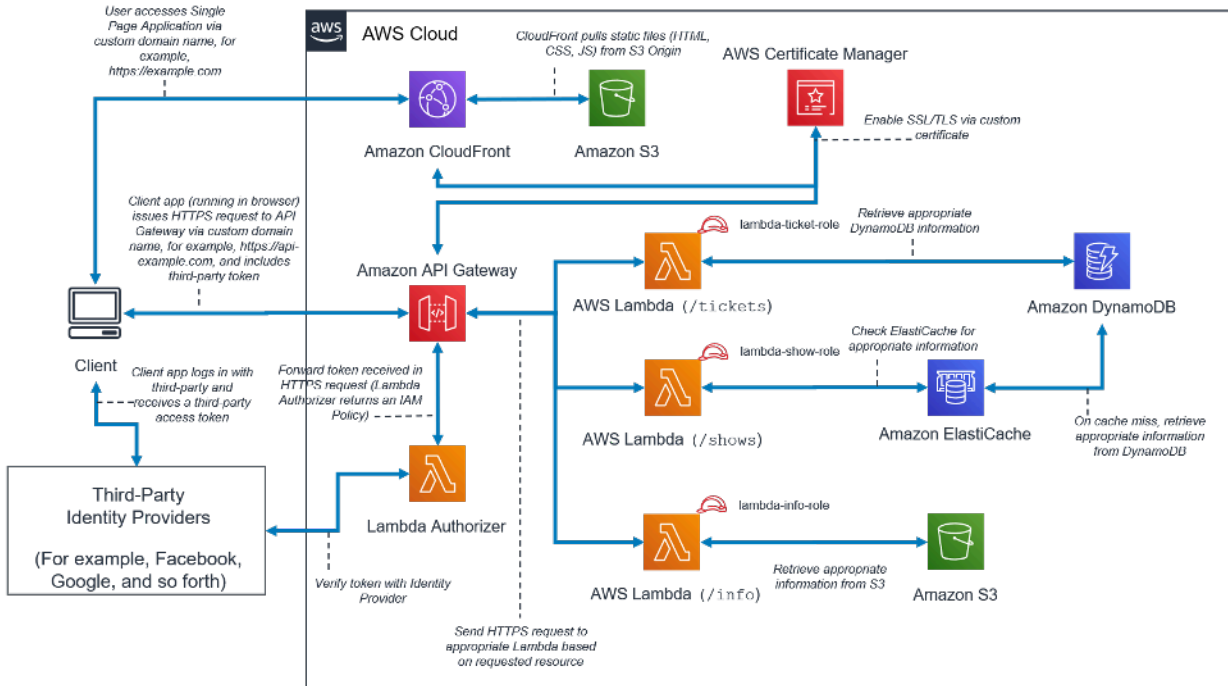 User accesses Single
Page Application via
custom domain name, for
example,
https://example.com
aws
AWS Cloud
CloudFront pulls static files (HTML,
CSS, JS) from S3 Origin
AWS Certificate Manager
Enable SSL/TLS via custom
certificate
Amazon CloudFront
Amazon S3
Client app (running in browser)
issues HTTPS request to API
Gateway via custom domain
name, for example, https://api-
example.com, and includes
third-party token
Amazon API Gateway
lambda-ticket-role
Retrieve appropriate
DynamoDB information
AWS Lambda (/tickets)
Amazon DynamoDB
Client
Client app logs in with
third-party and
receives a third-party
access token
Forward token received in
HTTPS request (Lambda
Authorizer returns an IAM
Policy)
lambda-show-role
Check ElastiCache for
appropriate information
AWS Lambda (/shows)
Amazon ElastiCache
On cache miss, retrieve
appropriate information
from DynamoDB
Third-Party
Identity Providers
(For example, Facebook,
Google, and so forth)
Lambda Authorizer
Verify token with Identity
Provider
lambda-info-role
AWS Lambda (/info)
Retrieve appropriate
information from S3
Amazon S3
Send HTTPS request to
appropriate Lambda based
on requested resource